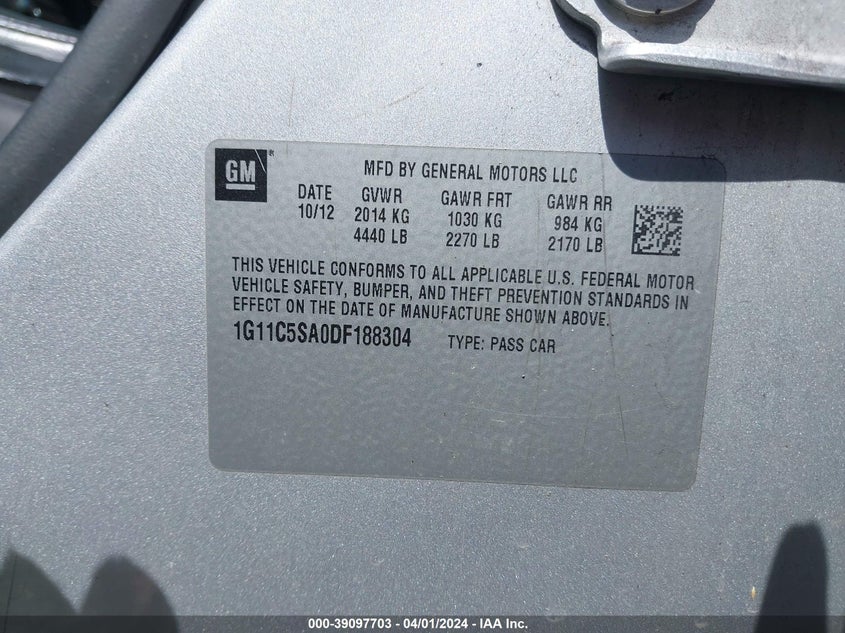 GM ® MFD BY GENERAL MOTORS LLC
DATE GVWR GAWR FRT GAWR RR
10/12 2014 KG 1030 KG 984 KG
4440 LB 2270 LB 2170 LB
THIS VEHICLE CONFORMS TO ALL APPLICABLE U.S. FEDERAL MOTOR
VEHICLE SAFETY, BUMPER, AND THEFT PREVENTION STANDARDS IN
EFFECT ON THE DATE OF MANUFACTURE SHOWN ABOVE.
1G11C5SA0DF188304 TYPE: PASS CAR
000-39097703 - 04/01/2024 - IAA Inc.